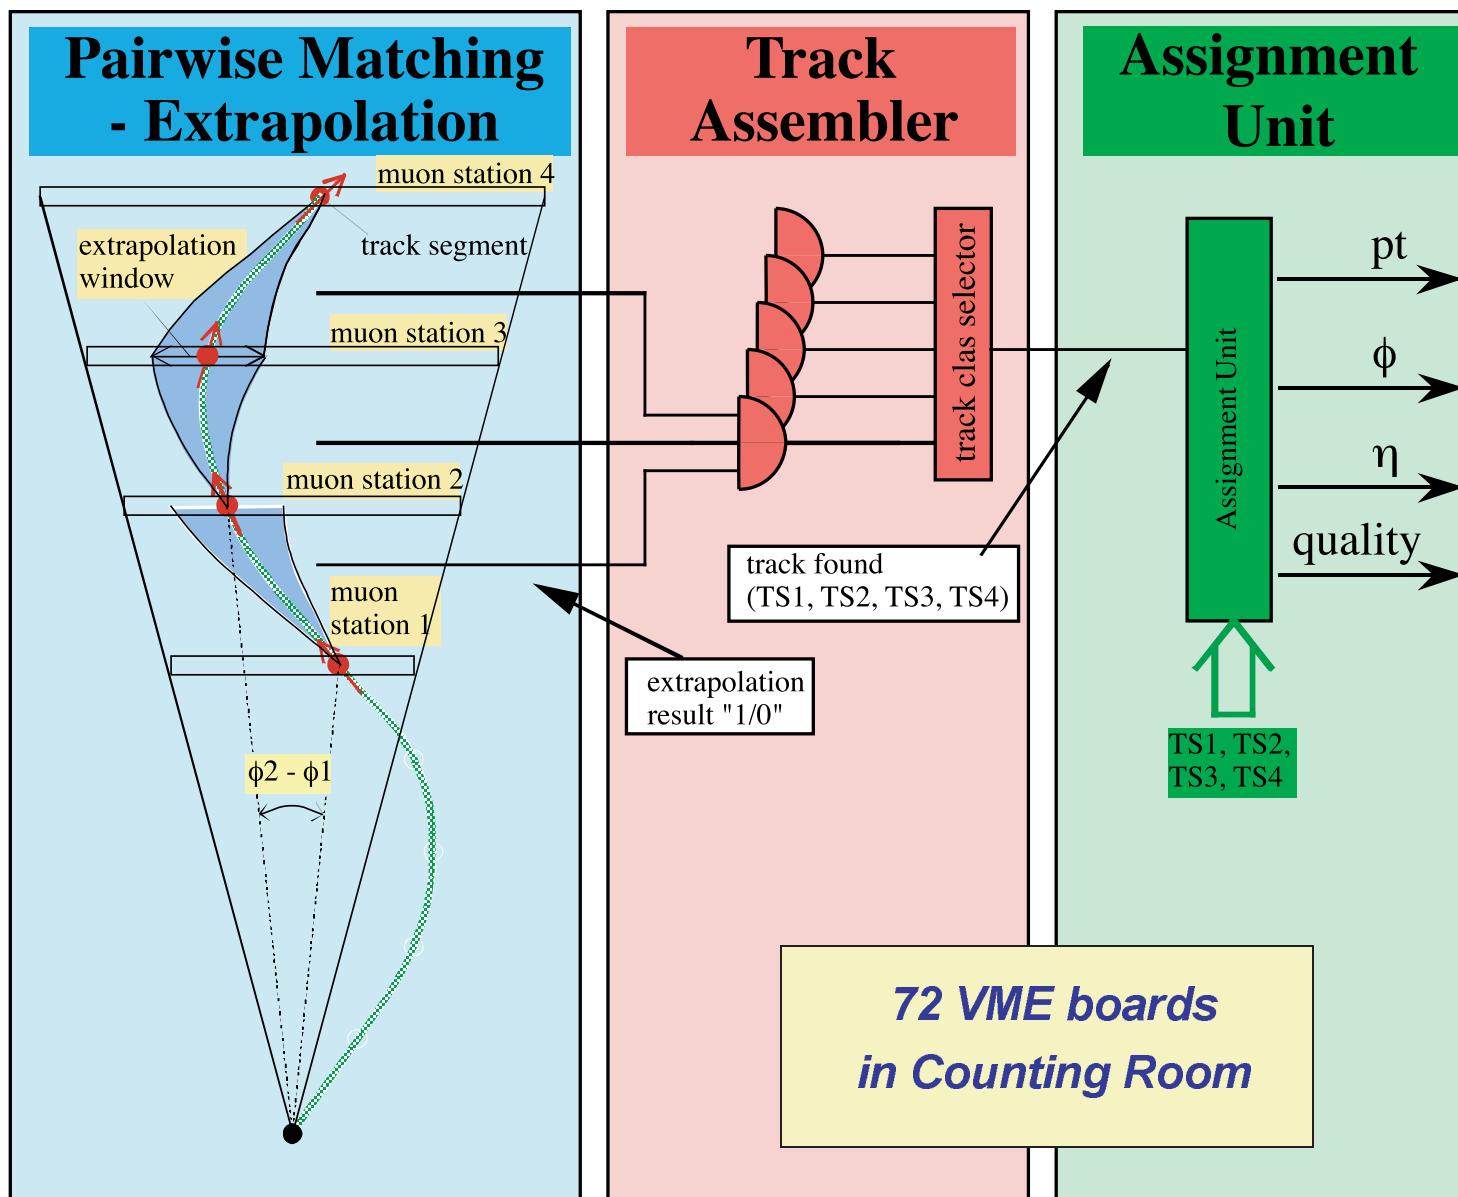 Pairwise Matching
- Extrapolation
muon station 4
extrapolation
window
track segment
muon station 3
muon station 2
muon
station 1
ϕ2 - ϕ1
Track
Assembler
track clas selector
track found
(TS1, TS2, TS3, TS4)
extrapolation
result "1/0"
Assignment
Unit
Assignment Unit
pt
ϕ
η
quality
TS1, TS2,
TS3, TS4
72 VME boards
in Counting Room